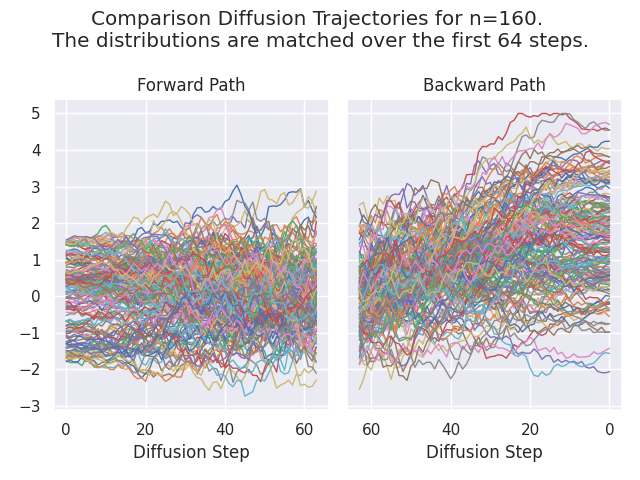 Comparison Diffusion Trajectories for n=160.
The distributions are matched over the first 64 steps.
Forward Path
Backward Path
5
4
3
2
1
0
−1
−2
−3
0 20 40 60
60 40 20 0
Diffusion Step
Diffusion Step